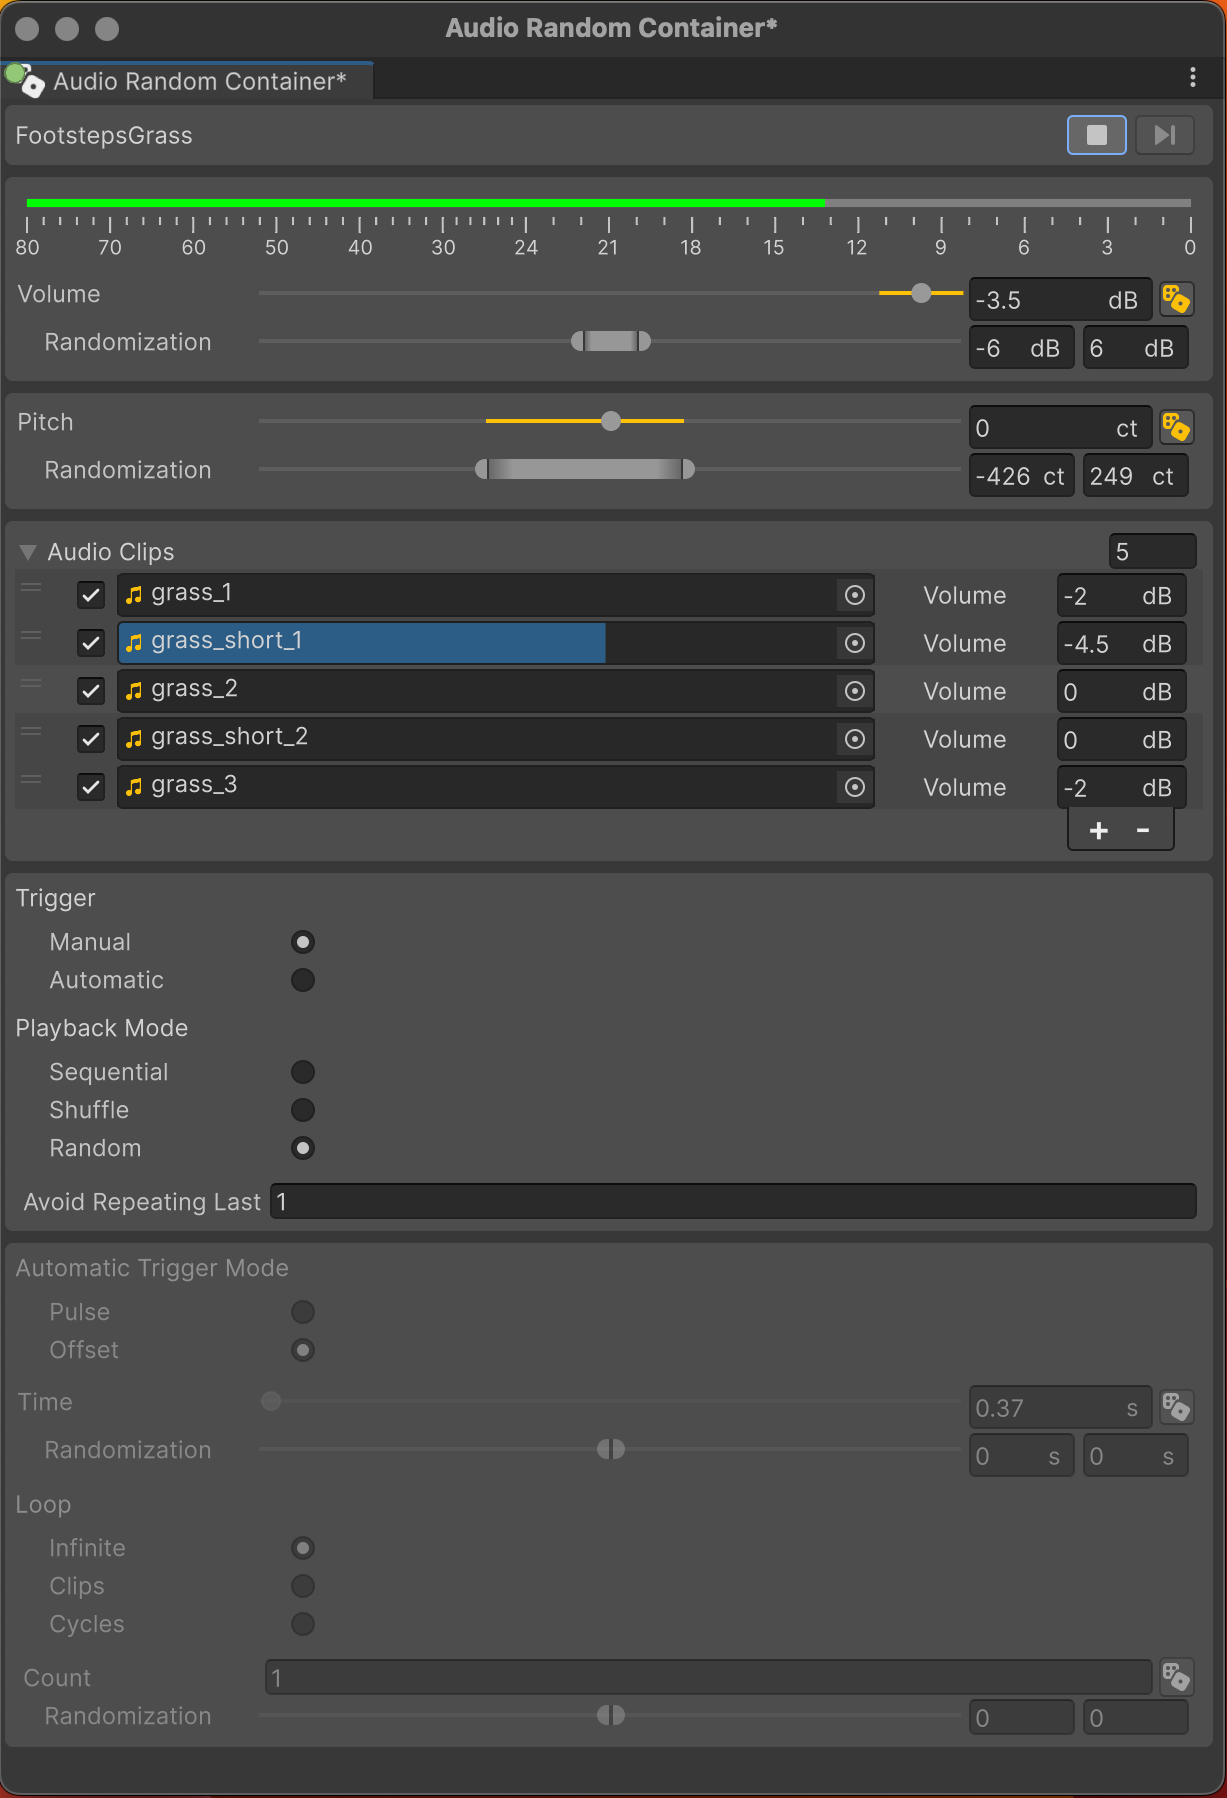 Audio Random Container*
Audio Random Container*
FootstepsGrass
80 70 60 50 40 30 24 21 18 15 12 9 6 3 0
Volume -3.5 dB
Randomization -6 dB 6 dB
Pitch 0 ct
Randomization -426 ct 249 ct
Audio Clips 5
grass_1 Volume -2 dB
grass_short_1 Volume -4.5 dB
grass_2 Volume 0 dB
grass_short_2 Volume 0 dB
grass_3 Volume -2 dB
+ -
Trigger
Manual
Automatic
Playback Mode
Sequential
Shuffle
Random
Avoid Repeating Last 1
Automatic Trigger Mode
Pulse
Offset
Time 0.37 s
Randomization 0 s 0 s
Loop
Infinite
Clips
Cycles
Count 1
Randomization 0 0